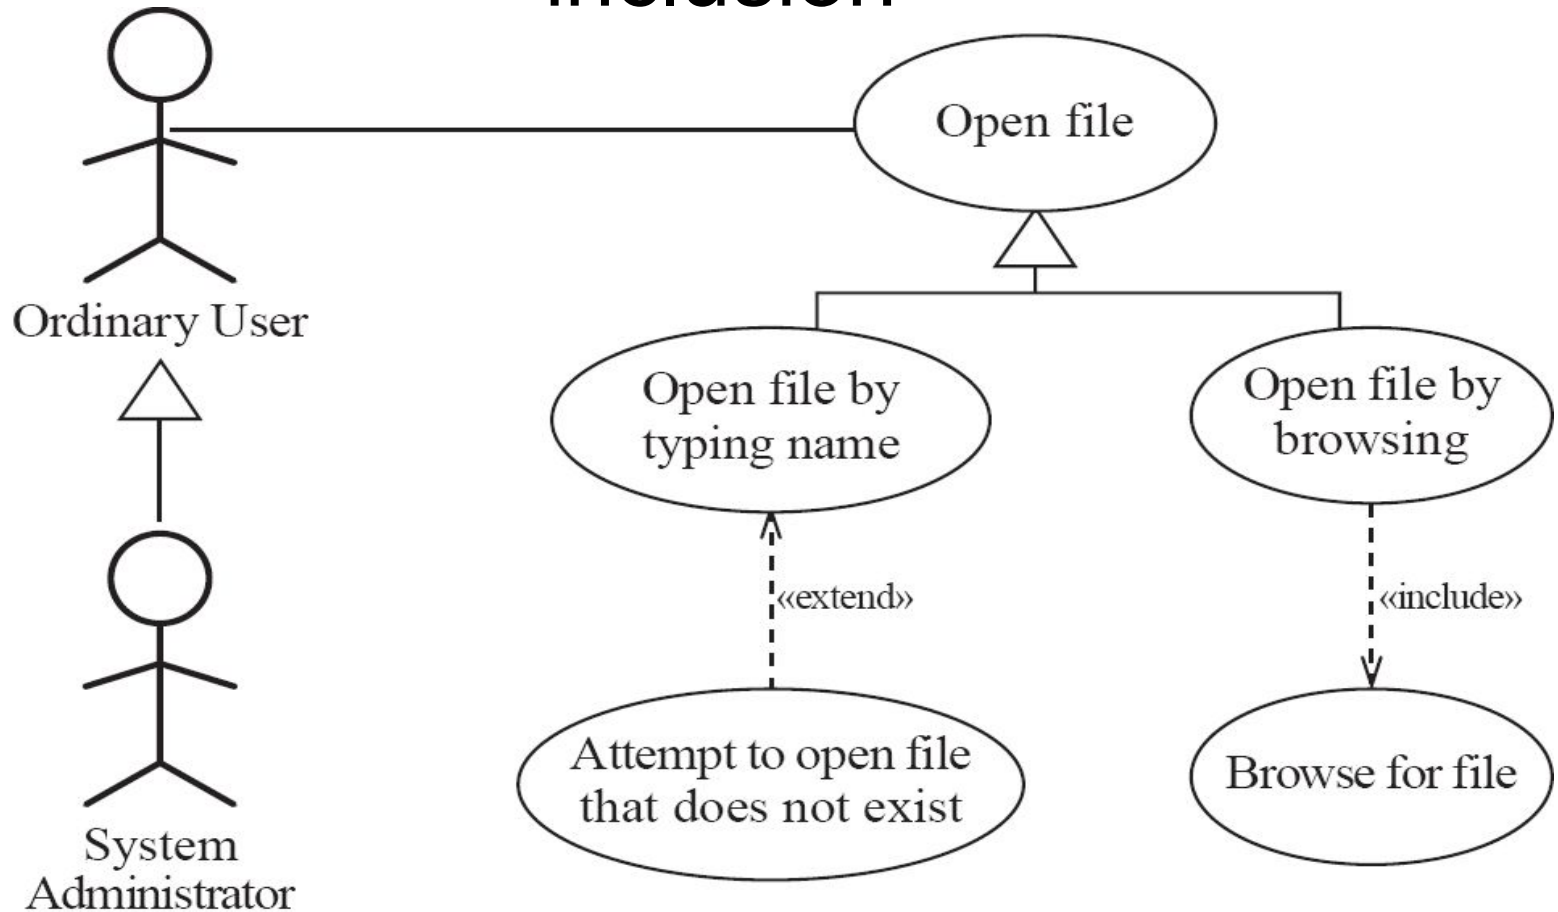 inclusion
Open file
Ordinary User
Open file by
typing name
Open file by
browsing
«extend»
«include»
Attempt to open file
that does not exist
Browse for file
System
Administrator